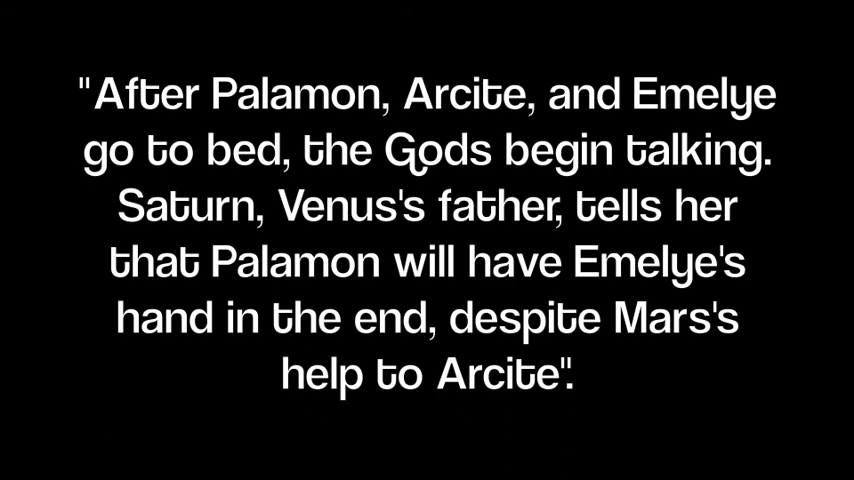 "After Palamon, Arcite, and Emelye
go to bed, the Gods begin talking.
Saturn, Venus's father, tells her
that Palamon will have Emelye's
hand in the end, despite Mars's
help to Arcite".